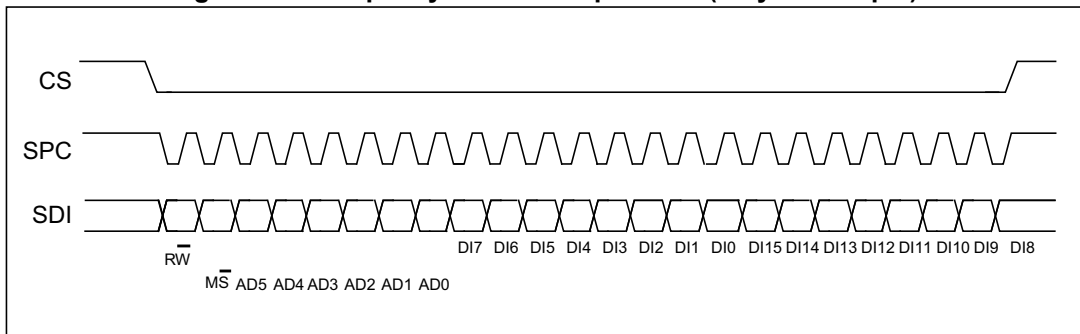 CS
SPC
SDI
DI7 DI6 DI5 DI4 DI3 DI2 DI1 DI0 DI15 DI14 DI13 DI12 DI11 DI10 DI9 DI8
RW̅
MS̅ AD5 AD4 AD3 AD2 AD1 AD0